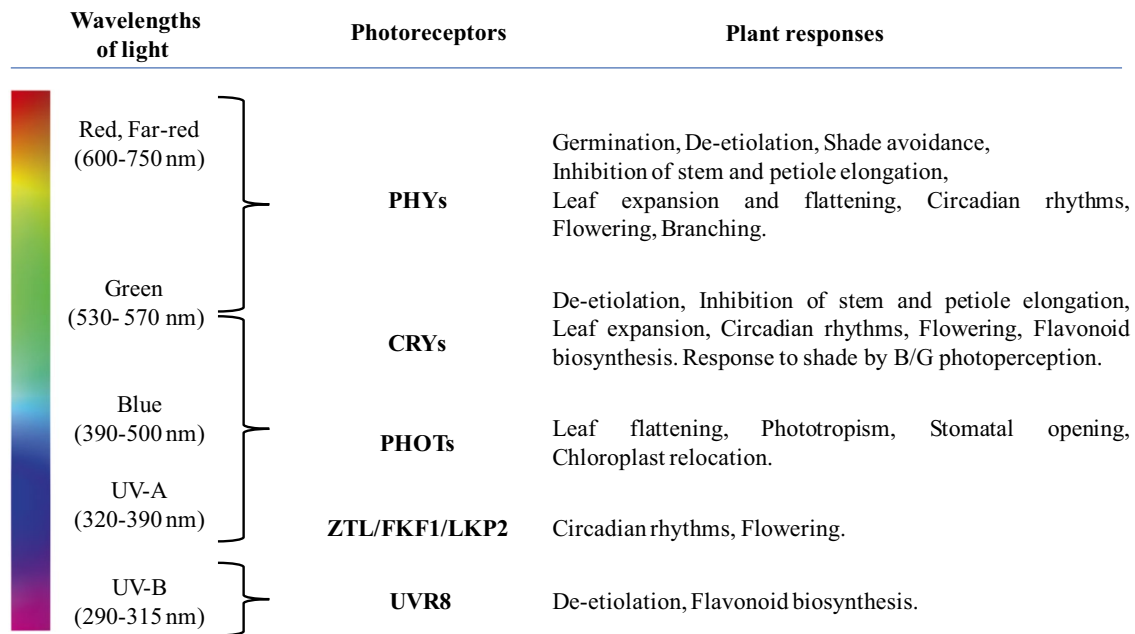 Wavelengths
of light
Photoreceptors
Plant responses
Red, Far-red
(600-750 nm)
PHYs
Germination, De-etiolation, Shade avoidance,
Inhibition of stem and petiole elongation,
Leaf expansion and flattening, Circadian rhythms,
Flowering, Branching.
Green
(530- 570 nm)
CRYs
De-etiolation, Inhibition of stem and petiole elongation,
Leaf expansion, Circadian rhythms, Flowering, Flavonoid
biosynthesis. Response to shade by B/G photoperception.
Blue
(390-500 nm)
PHOTs
Leaf flattening, Phototropism, Stomatal opening,
Chloroplast relocation.
UV-A
(320-390 nm)
ZTL/FKF1/LKP2
Circadian rhythms, Flowering.
UV-B
(290-315 nm)
UVR8
De-etiolation, Flavonoid biosynthesis.